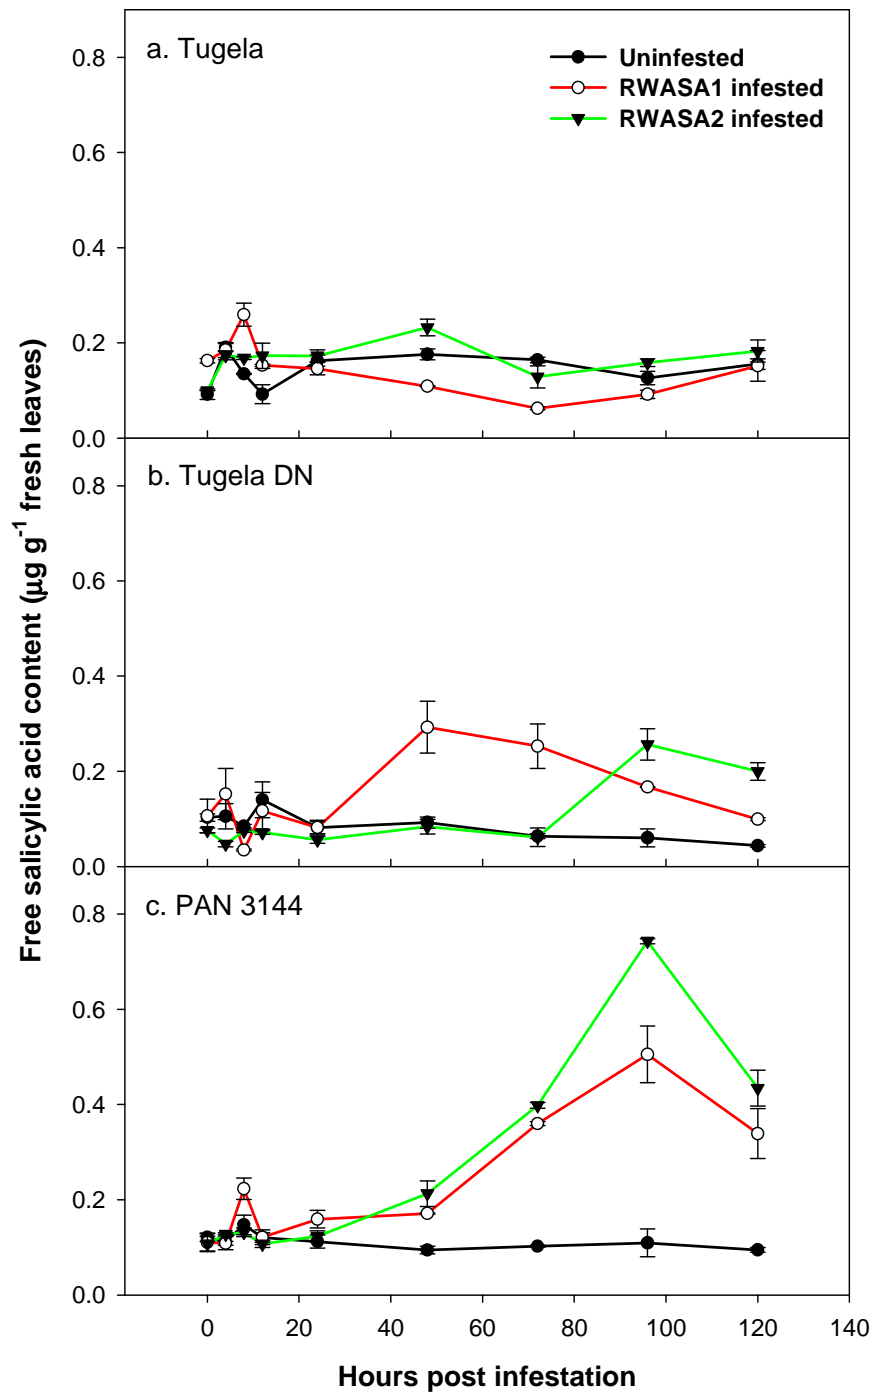 a. Tugela
Uninfested
RWASA1 infested
RWASA2 infested
0.8
0.6
0.4
0.2
0.0
b. Tugela DN
0.8
0.6
0.4
0.2
0.0
c. PAN 3144
0.8
0.6
0.4
0.2
0.0
0 20 40 60 80 100 120 140
Hours post infestation
Free salicylic acid content (µg g⁻¹ fresh leaves)